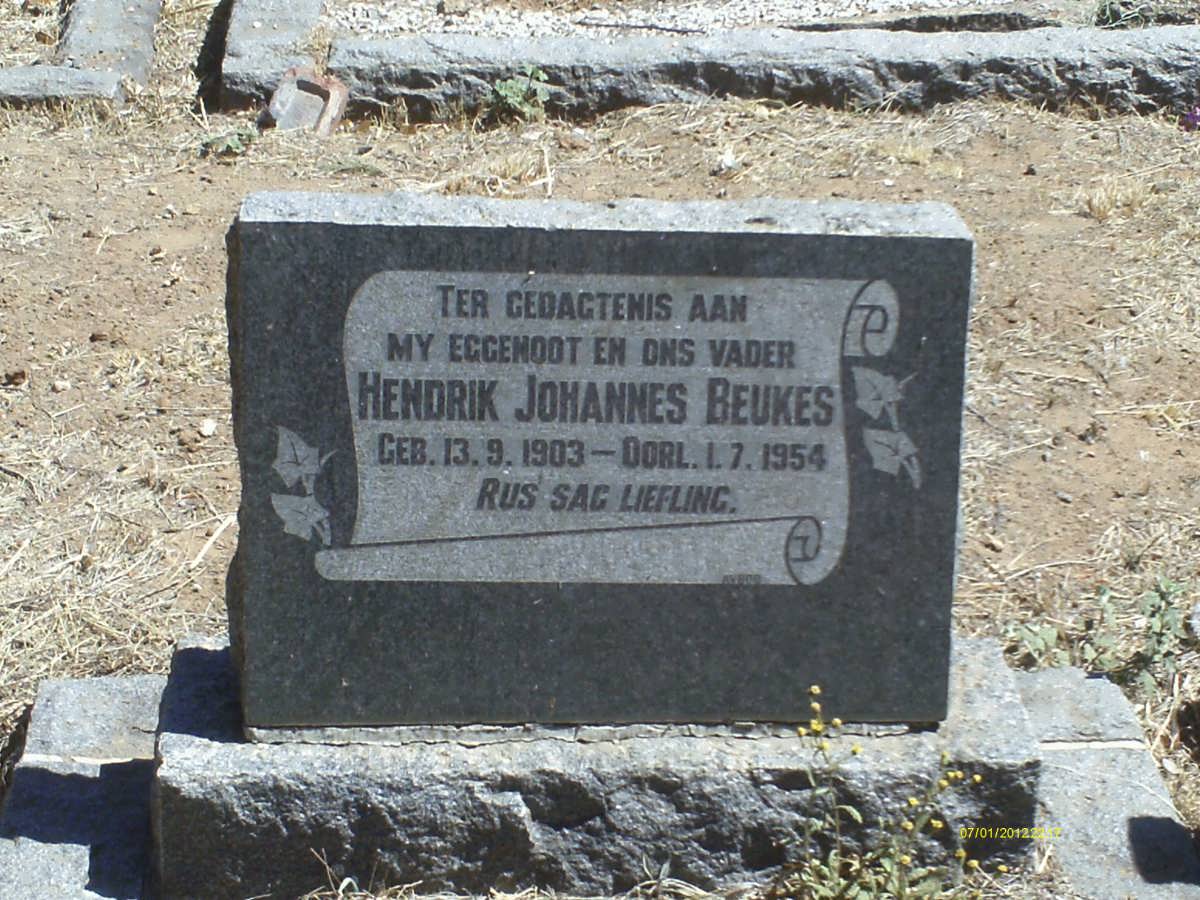 TER GEDAGTENIS AAN
MY EGGENOOT EN ONS VADER
HENDRIK JOHANNES BEUKES
GEB. 13. 9. 1903 — OORL. 1. 7. 1954
RUS SAG LIEFLING.